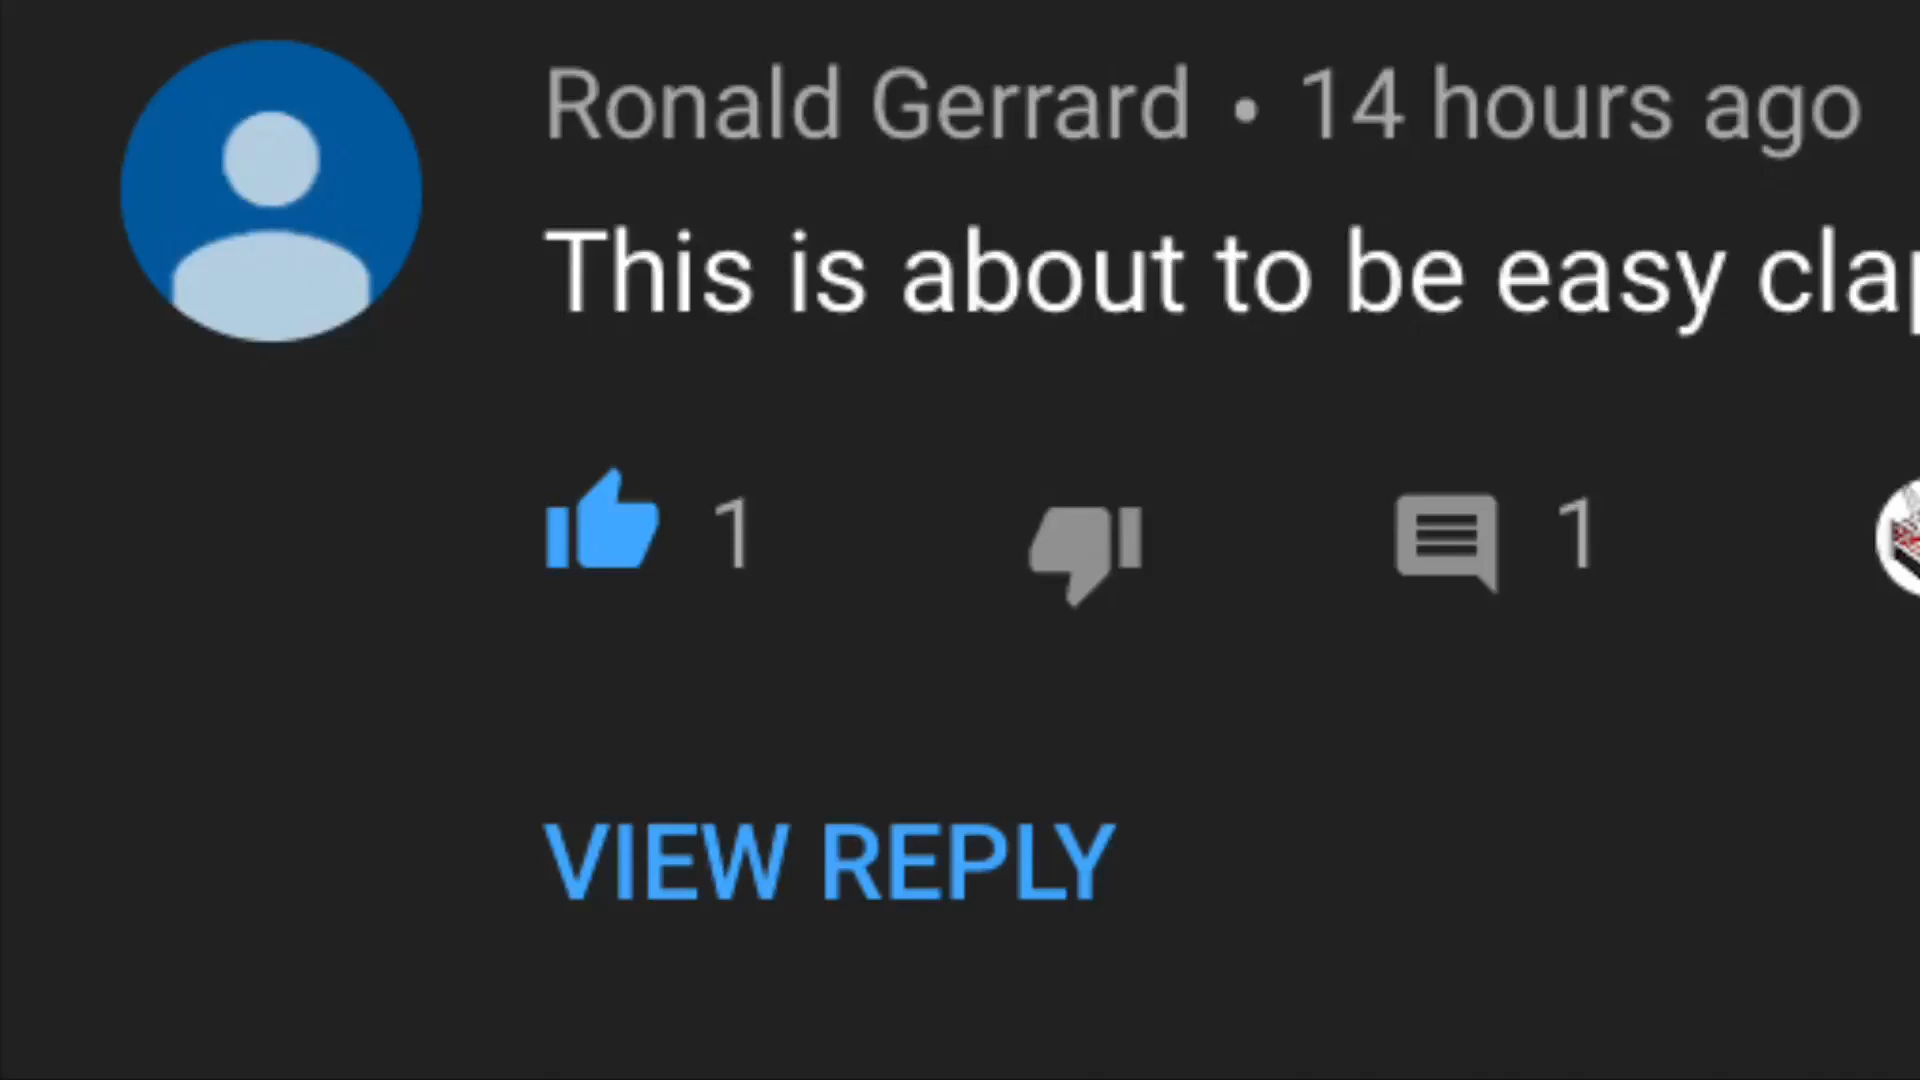 Ronald Gerrard • 14 hours ago
This is about to be easy
1 1
VIEW REPLY